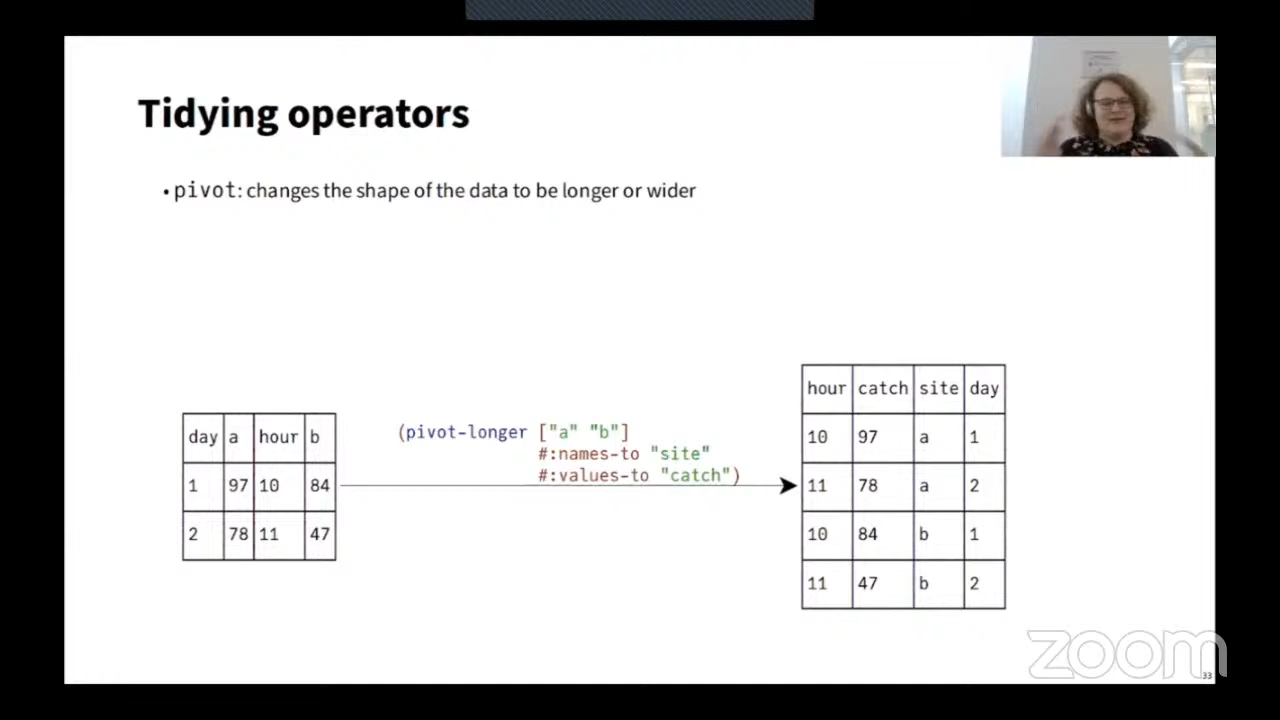 Tidying operators
• pivot: changes the shape of the data to be longer or wider
day a hour b
1 97 10 84
2 78 11 47
(pivot-longer ["a" "b"]
#:names-to "site"
#:values-to "catch")
hour catch site day
10 97 a 1
11 78 a 2
10 84 b 1
11 47 b 2
zoom
33